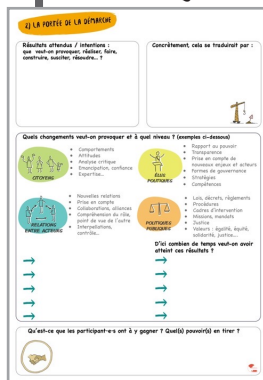 2) LA PORTÉE DE LA DÉMARCHE
Résultats attendus / intentions :
que veut-on provoquer, réaliser, faire,
construire, susciter, résoudre... ?
Concrètement, cela se traduirait par :
Quels changements veut-on provoquer et à quel niveau ? (exemples ci-dessous)
CITOYENS
• Comportements
• Attitudes
• Analyse critique
• Emancipation, confiance
• Expertise...
ÉLUS
POLITIQUES
• Rapport au pouvoir
• Transparence
• Prise en compte de
nouveaux enjeux et acteurs
• Formes de gouvernance
• Stratégies
• Compétences
RELATIONS
ENTRE ACTEURS
• Nouvelles relations
• Prise en compte
• Collaborations, alliances
• Compréhension du rôle,
point de vue de l'autre
• Interpellations,
contrôle...
POLITIQUES
PUBLIQUES
• Lois, décrets, règlements
• Procédures
• Cadres d'intervention
• Missions, mandats
• Justice
• Valeurs : égalité, équité,
solidarité, justice...
D'ici combien de temps veut-on avoir
atteint ces résultats ?
Qu'est-ce que les participant·e·s ont à y gagner ? Quel(s) pouvoir(s) en tirer ?